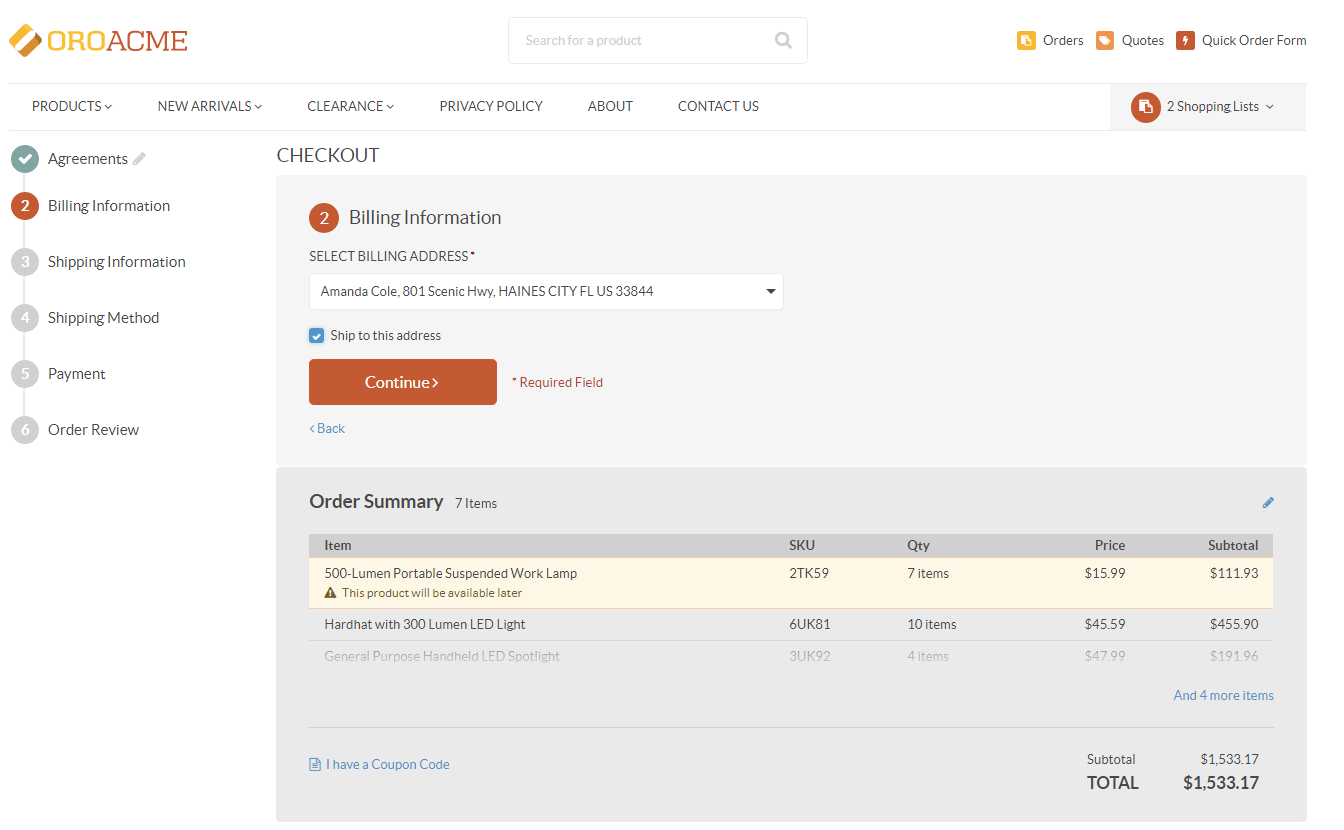 OROACME
Search for a product
Orders
Quotes
Quick Order Form
PRODUCTS
NEW ARRIVALS
CLEARANCE
PRIVACY POLICY
ABOUT
CONTACT US
2 Shopping Lists
Agreements
2 Billing Information
3 Shipping Information
4 Shipping Method
5 Payment
6 Order Review
CHECKOUT
2 Billing Information
SELECT BILLING ADDRESS *
Amanda Cole, 801 Scenic Hwy, HAINES CITY FL US 33844
Ship to this address
Continue >
* Required Field
< Back
Order Summary 7 Items
Item SKU Qty Price Subtotal
500-Lumen Portable Suspended Work Lamp 2TK59 7 items $15.99 $111.93
This product will be available later
Hardhat with 300 Lumen LED Light 6UK81 10 items $45.59 $455.90
General Purpose Handheld LED Spotlight 3UK92 4 items $47.99 $191.96
And 4 more items
I have a Coupon Code
Subtotal $1,533.17
TOTAL $1,533.17